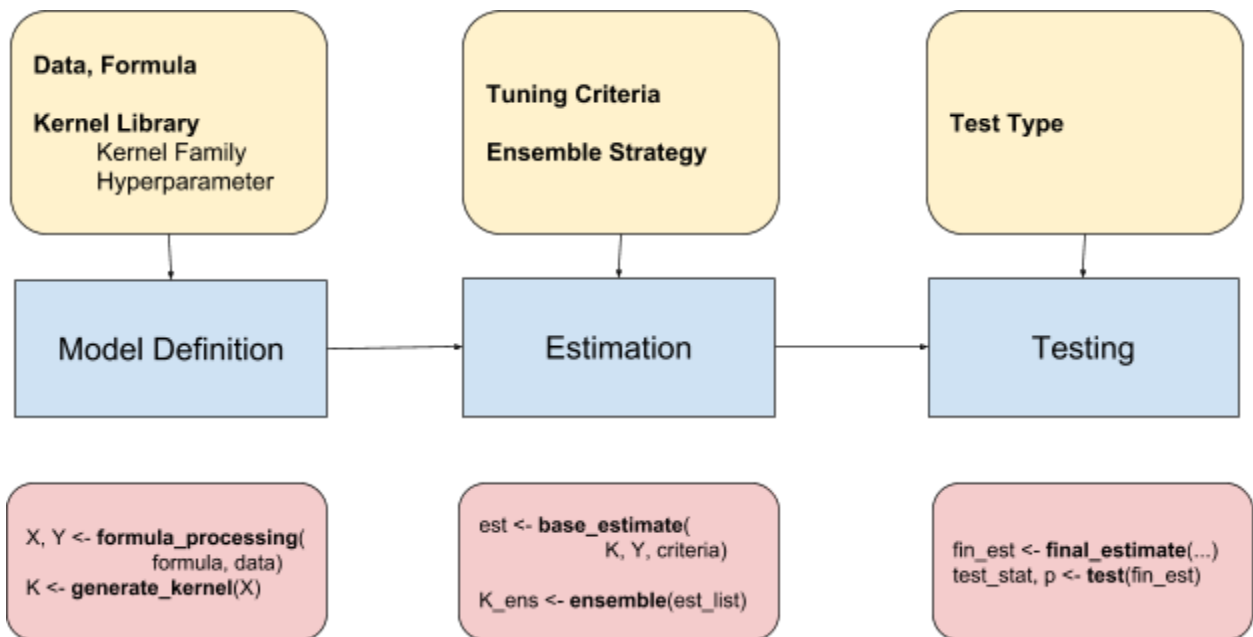 Data, Formula
Kernel Library
Kernel Family
Hyperparameter
Tuning Criteria
Ensemble Strategy
Test Type
Model Definition
Estimation
Testing
X, Y <- formula_processing(
formula, data)
K <- generate_kernel(X)
est <- base_estimate(
K, Y, criteria)
K_ens <- ensemble(est_list)
fin_est <- final_estimate(...)
test_stat, p <- test(fin_est)